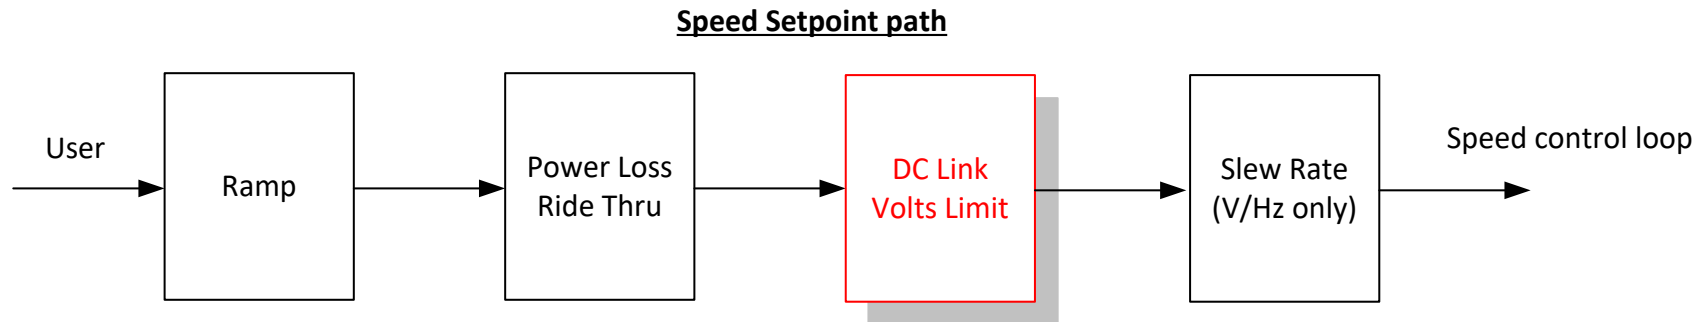 Speed Setpoint path
User
Ramp
Power Loss
Ride Thru
DC Link
Volts Limit
Slew Rate
(V/Hz only)
Speed control loop